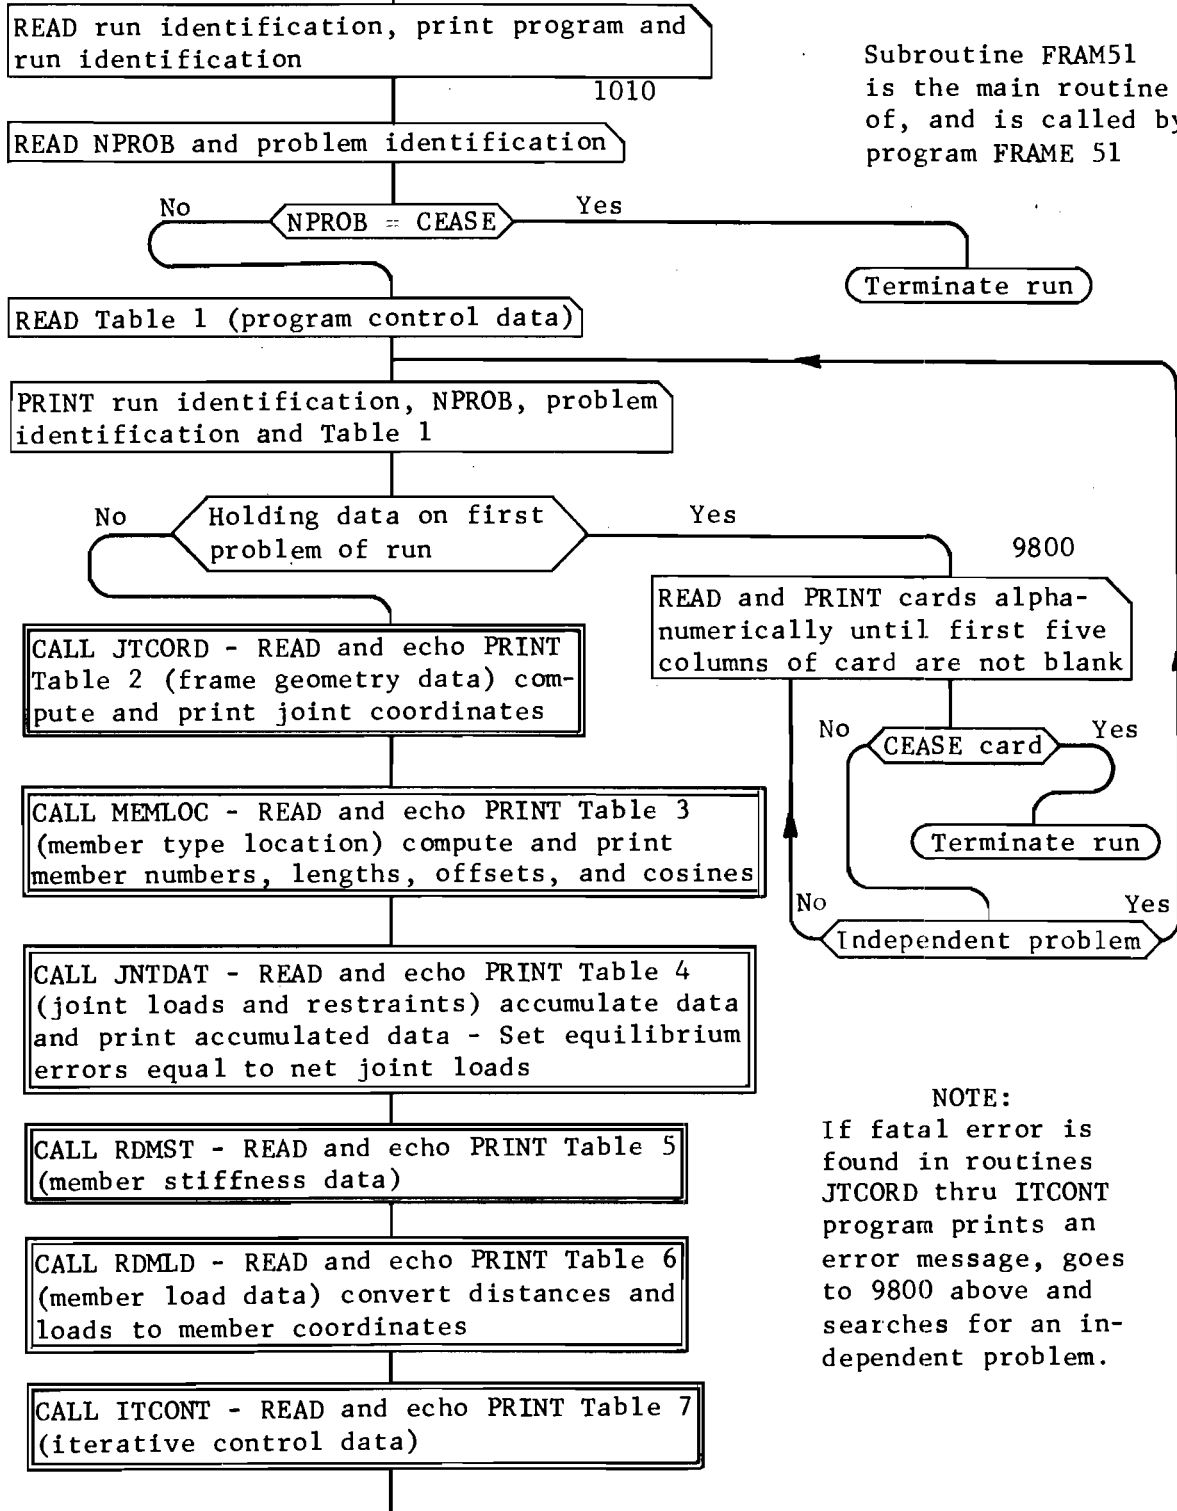 READ run identification, print program and
run identification
Subroutine FRAM51
is the main routine
of, and is called by
program FRAME 51
1010
READ NPROB and problem identification
No
NPROB = CEASE
Yes
Terminate run
READ Table 1 (program control data)
PRINT run identification, NPROB, problem
identification and Table 1
No
Holding data on first
problem of run
Yes
9800
READ and PRINT cards alpha-
numerically until first five
columns of card are not blank
No
CEASE card
Yes
Terminate run
No
Independent problem
Yes
CALL JTCORD - READ and echo PRINT
Table 2 (frame geometry data) com-
pute and print joint coordinates
CALL MEMLOC - READ and echo PRINT Table 3
(member type location) compute and print
member numbers, lengths, offsets, and cosines
CALL JNTDAT - READ and echo PRINT Table 4
(joint loads and restraints) accumulate data
and print accumulated data - Set equilibrium
errors equal to net joint loads
CALL RDMST - READ and echo PRINT Table 5
(member stiffness data)
CALL RDMLD - READ and echo PRINT Table 6
(member load data) convert distances and
loads to member coordinates
CALL ITCONT - READ and echo PRINT Table 7
(iterative control data)
NOTE:
If fatal error is
found in routines
JTCORD thru ITCONT
program prints an
error message, goes
to 9800 above and
searches for an in-
dependent problem.